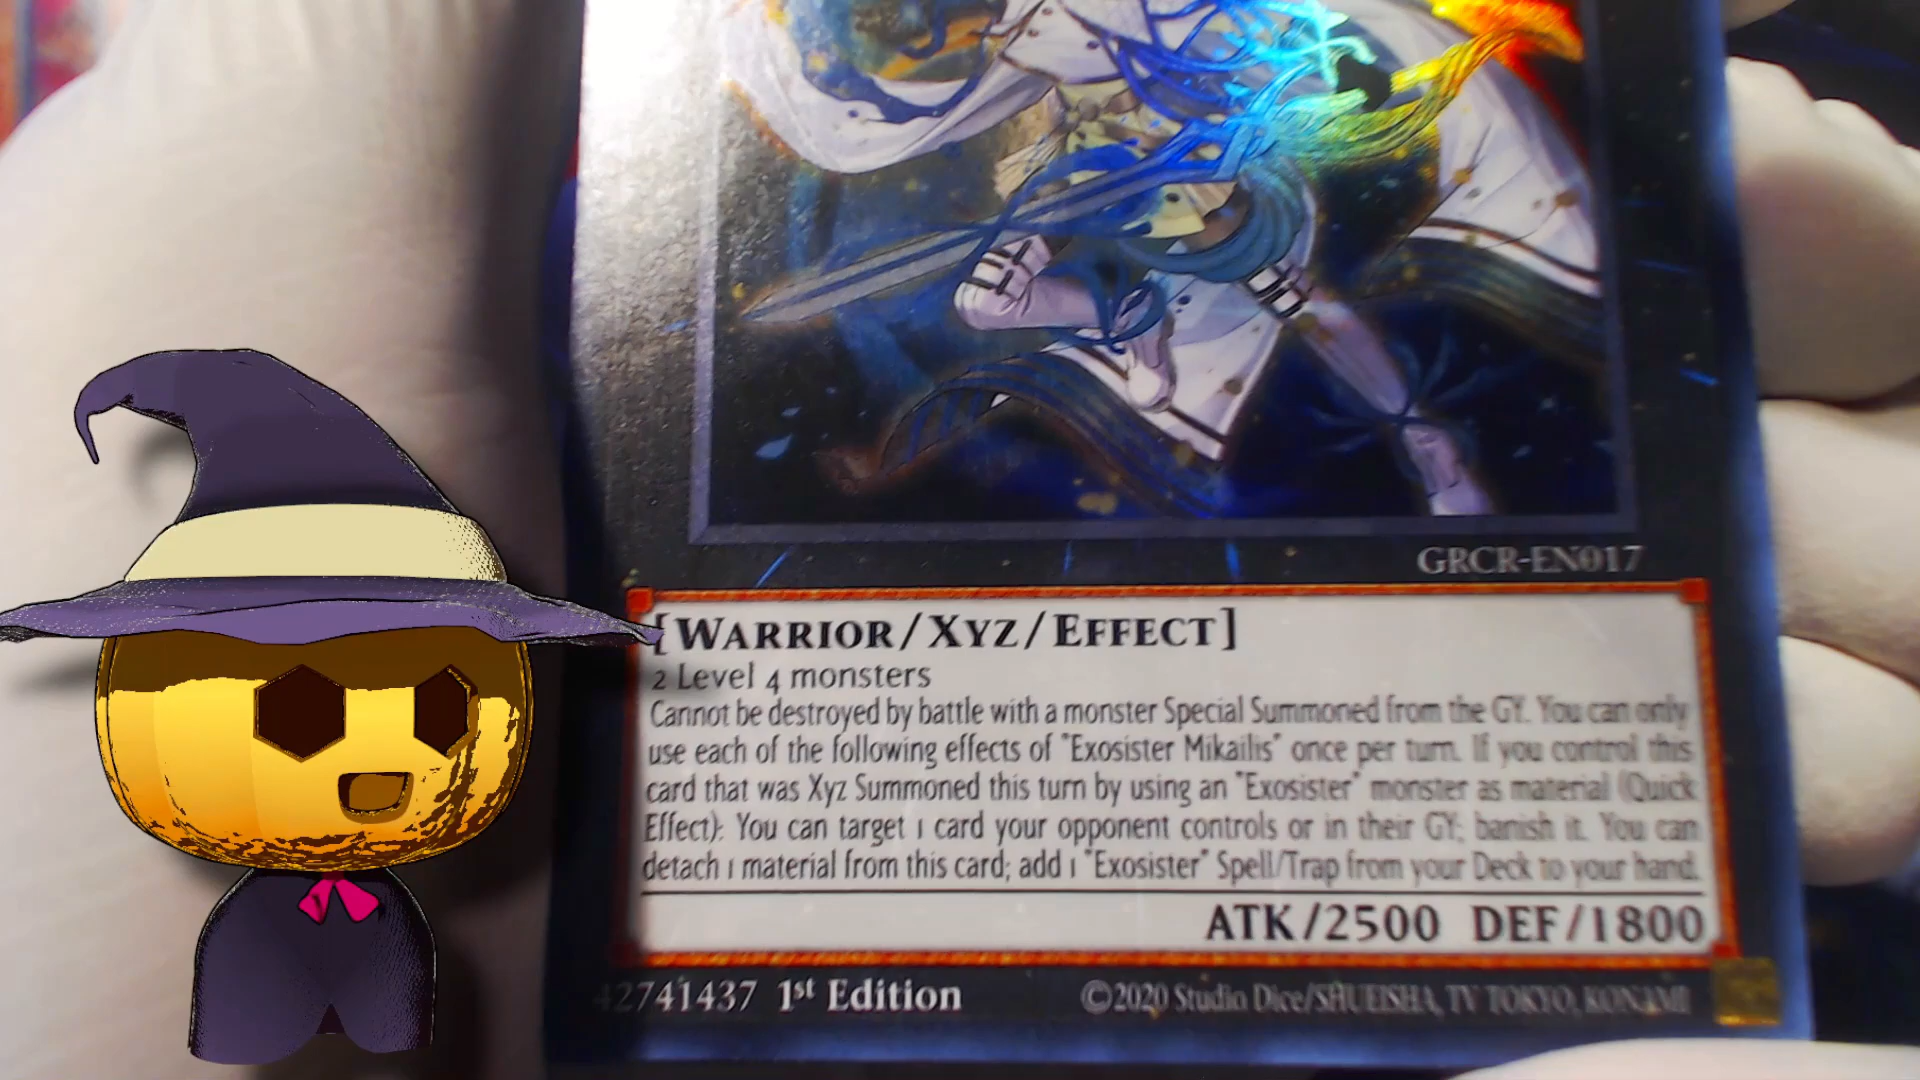 GRCR-EN017
[WARRIOR/XYZ/EFFECT]
2 Level 4 monsters
Cannot be destroyed by battle with a monster Special Summoned from the GY. You can only
use each of the following effects of "Exosister Mikailis" once per turn. If you control this
card that was Xyz Summoned this turn by using an "Exosister" monster as material (Quick
Effect): You can target 1 card your opponent controls or in their GY; banish it. You can
detach 1 material from this card; add 1 "Exosister" Spell/Trap from your Deck to your hand.
ATK/2500 DEF/1800
42741437 1st Edition
©2020 Studio Dice/SHUEISHA, TV TOKYO, KONAMI